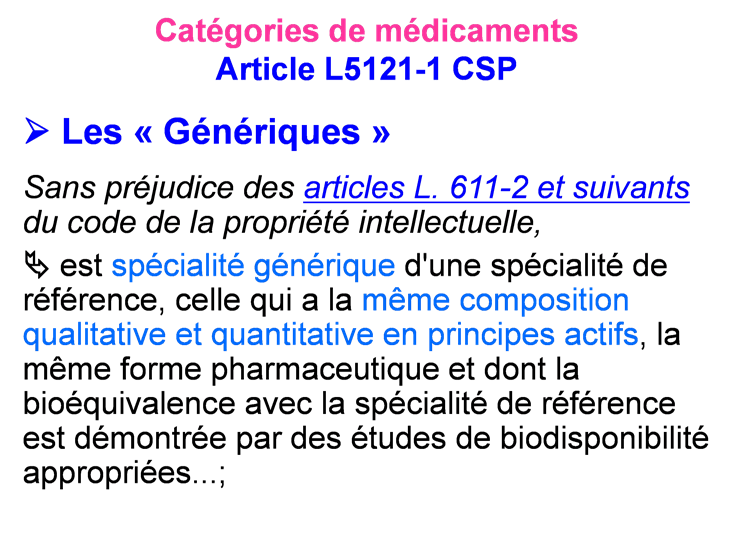 Catégories de médicaments
Article L5121-1 CSP
➢ Les « Génériques »
Sans préjudice des articles L. 611-2 et suivants
du code de la propriété intellectuelle,
⮱ est spécialité générique d'une spécialité de
référence, celle qui a la même composition
qualitative et quantitative en principes actifs, la
même forme pharmaceutique et dont la
bioéquivalence avec la spécialité de référence
est démontrée par des études de biodisponibilité
appropriées...;